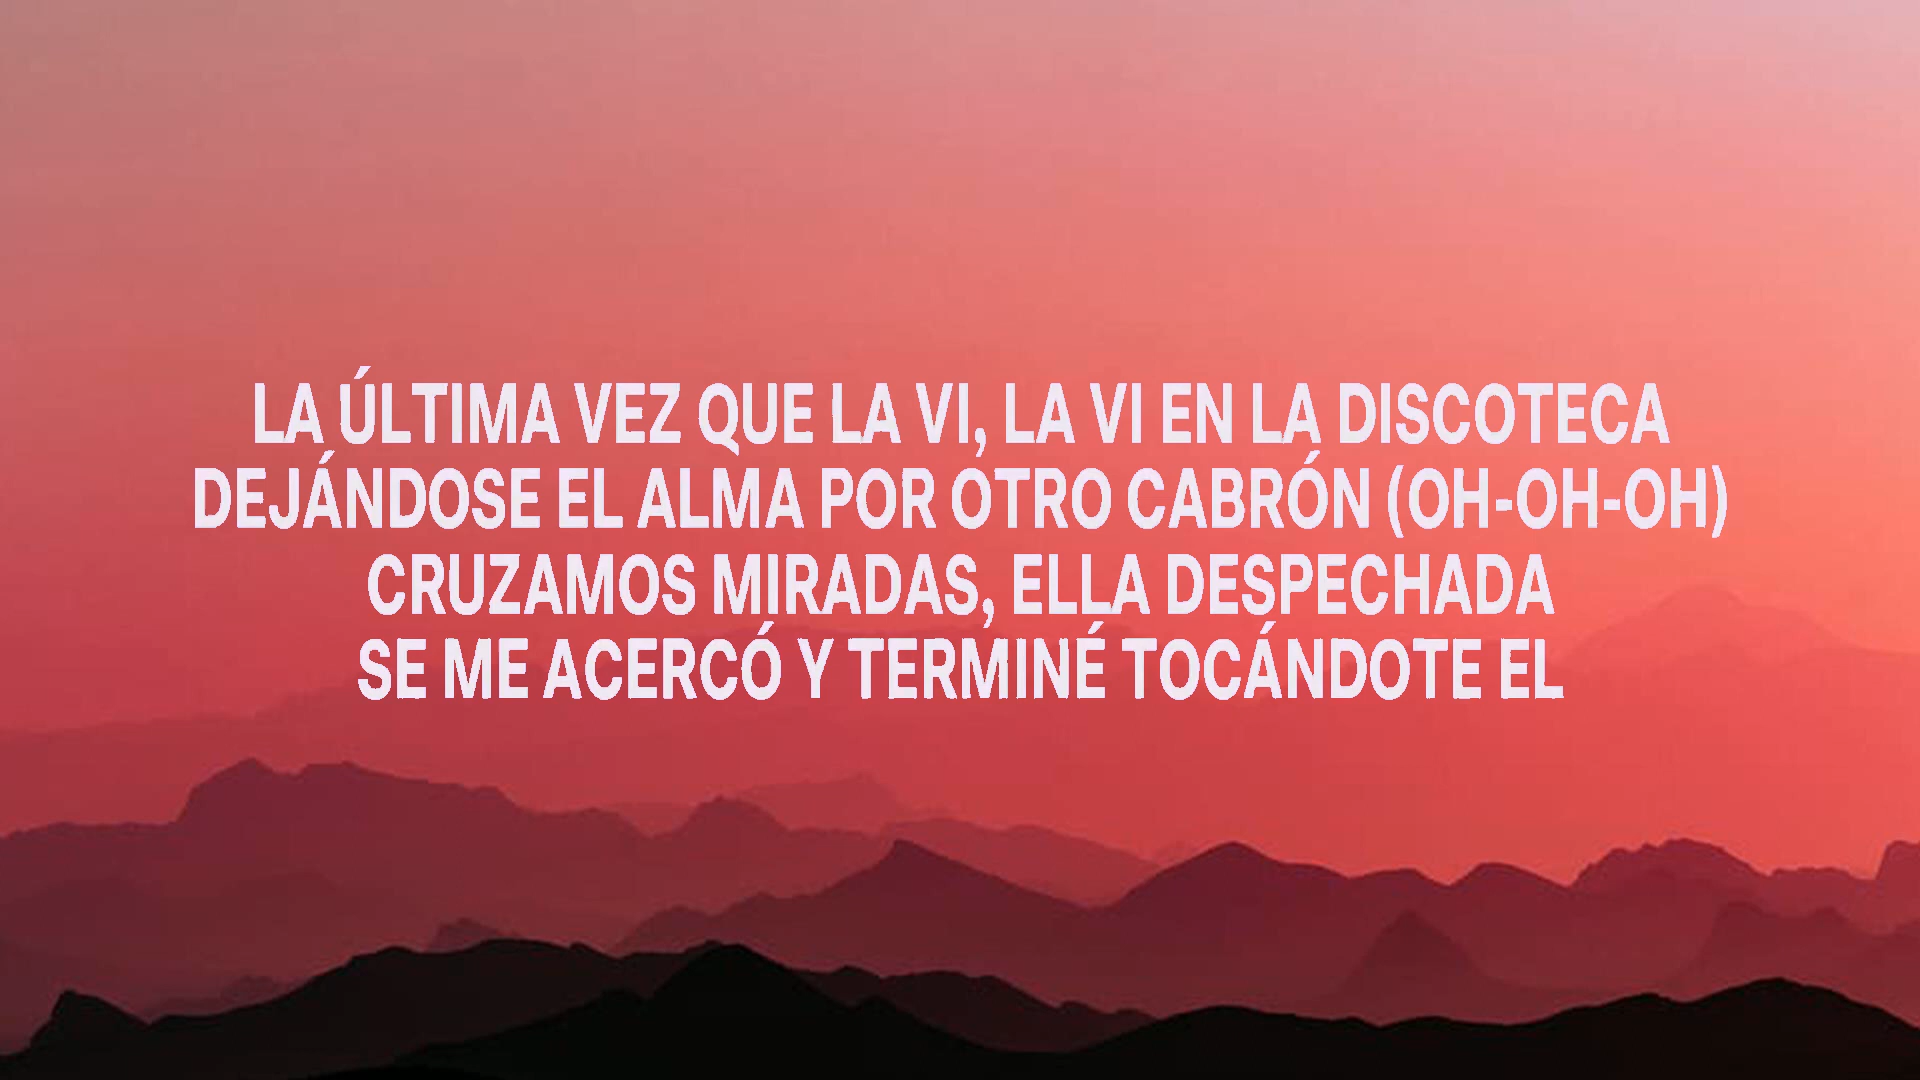 LA ÚLTIMA VEZ QUE LA VI, LA VI EN LA DISCOTECA
DEJÁNDOSE EL ALMA POR OTRO CABRÓN (OH-OH-OH)
CRUZAMOS MIRADAS, ELLA DESPECHADA
SE ME ACERCÓ Y TERMINÉ TOCÁNDOTE EL